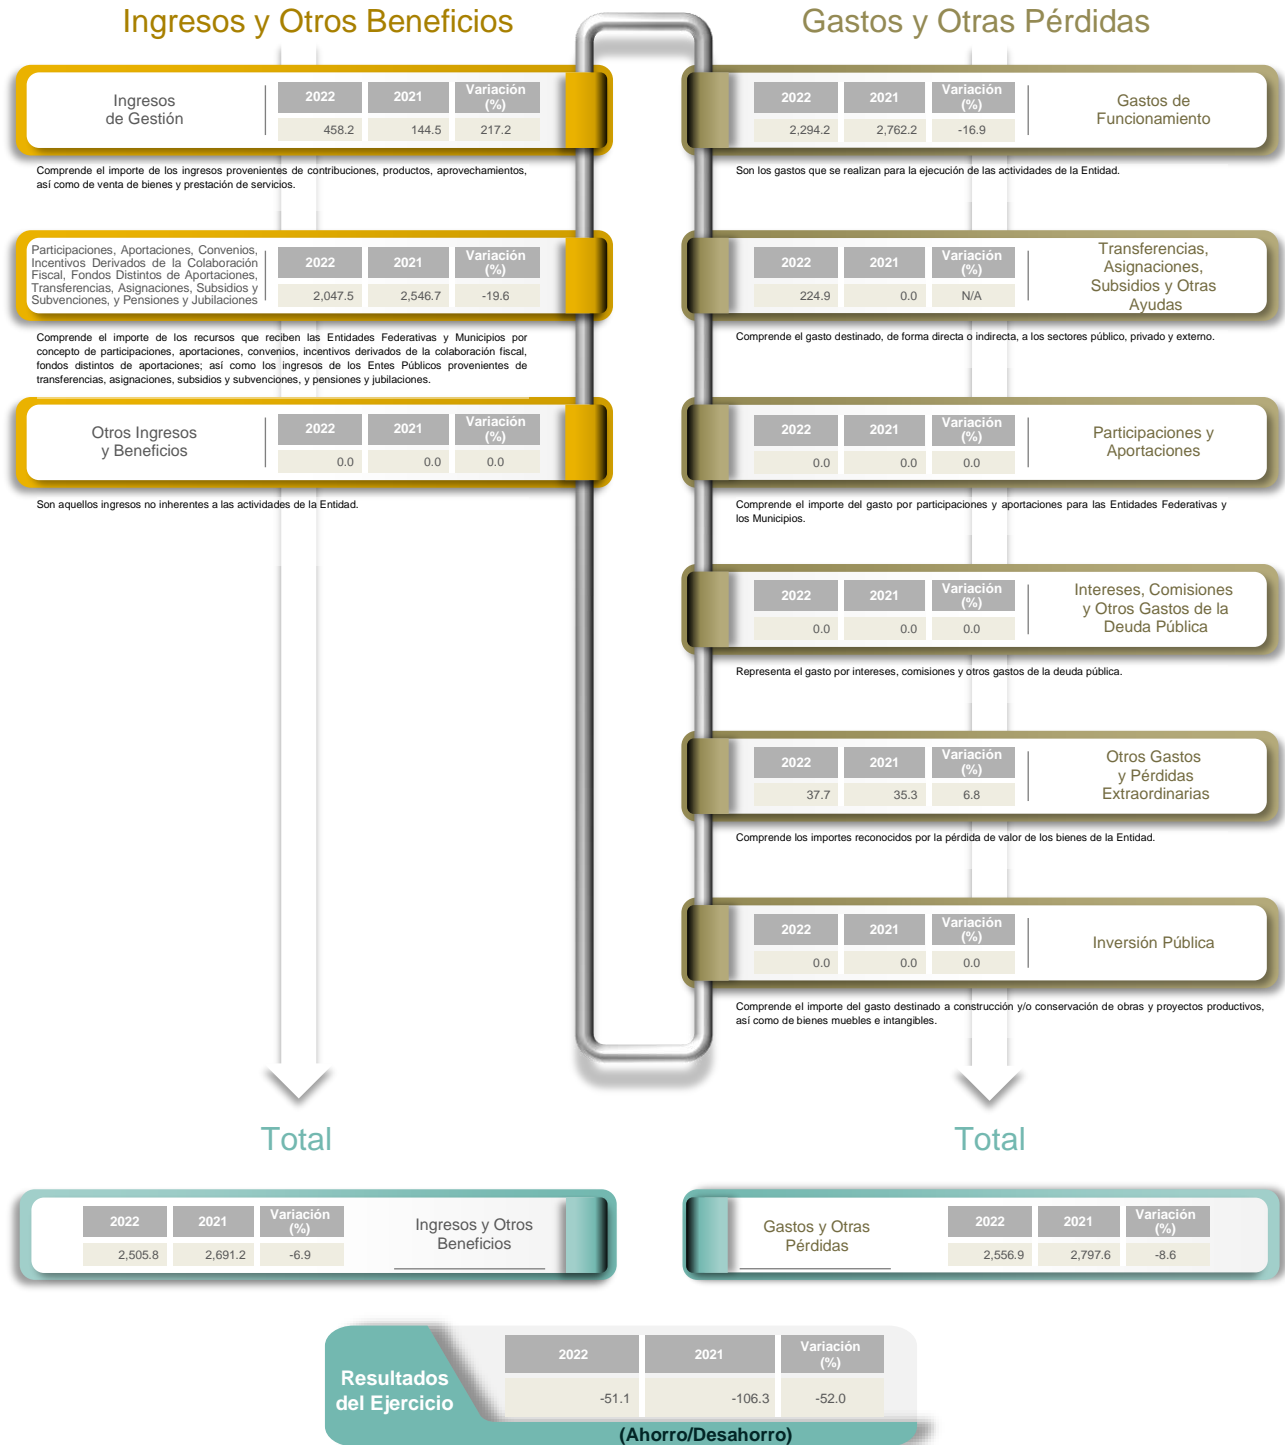 Ingresos y Otros Beneficios
Ingresos
de Gestión
2022 2021 Variación
(%)
458.2 144.5 217.2
Comprende el importe de los ingresos provenientes de contribuciones, productos, aprovechamientos,
así como de venta de bienes y prestación de servicios.
Participaciones, Aportaciones, Convenios,
Incentivos Derivados de la Colaboración
Fiscal, Fondos Distintos de Aportaciones,
Transferencias, Asignaciones, Subsidios y
Subvenciones, y Pensiones y Jubilaciones
2022 2021 Variación
(%)
2,047.5 2,546.7 -19.6
Comprende el importe de los recursos que reciben las Entidades Federativas y Municipios por
concepto de participaciones, aportaciones, convenios, incentivos derivados de la colaboración fiscal,
fondos distintos de aportaciones; así como los ingresos de los Entes Públicos provenientes de
transferencias, asignaciones, subsidios y subvenciones, y pensiones y jubilaciones.
Otros Ingresos
y Beneficios
2022 2021 Variación
(%)
0.0 0.0 0.0
Son aquellos ingresos no inherentes a las actividades de la Entidad.
Gastos y Otras Pérdidas
2022 2021 Variación
(%)
2,294.2 2,762.2 -16.9
Gastos de
Funcionamiento
Son los gastos que se realizan para la ejecución de las actividades de la Entidad.
2022 2021 Variación
(%)
224.9 0.0 N/A
Transferencias,
Asignaciones,
Subsidios y Otras
Ayudas
Comprende el gasto destinado, de forma directa o indirecta, a los sectores público, privado y externo.
2022 2021 Variación
(%)
0.0 0.0 0.0
Participaciones y
Aportaciones
Comprende el importe del gasto por participaciones y aportaciones para las Entidades Federativas y
los Municipios.
2022 2021 Variación
(%)
0.0 0.0 0.0
Intereses, Comisiones
y Otros Gastos de la
Deuda Pública
Representa el gasto por intereses, comisiones y otros gastos de la deuda pública.
2022 2021 Variación
(%)
37.7 35.3 6.8
Otros Gastos
y Pérdidas
Extraordinarias
Comprende los importes reconocidos por la pérdida de valor de los bienes de la Entidad.
2022 2021 Variación
(%)
0.0 0.0 0.0
Inversión Pública
Comprende el importe del gasto destinado a construcción y/o conservación de obras y proyectos productivos,
así como de bienes muebles e intangibles.
Total
2022 2021 Variación
(%)
2,505.8 2,691.2 -6.9
Ingresos y Otros
Beneficios
Total
Gastos y Otras
Pérdidas
2022 2021 Variación
(%)
2,556.9 2,797.6 -8.6
Resultados
del Ejercicio
2022 2021 Variación
(%)
-51.1 -106.3 -52.0
(Ahorro/Desahorro)